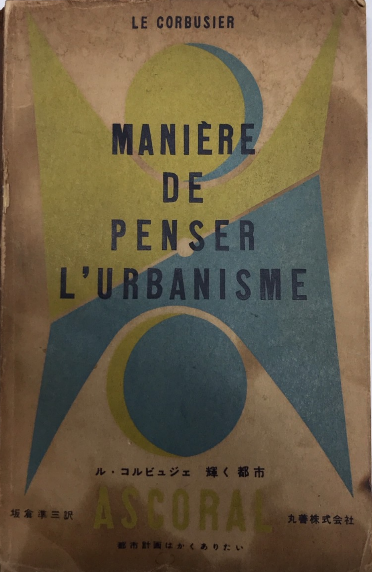 LE CORBUSIER
MANIÈRE
DE
PENSER
L'URBANISME
ル・コルビュジェ 輝く都市
ASCORAL
坂倉準三訳
丸善株式会社
都市計画はかくありたい